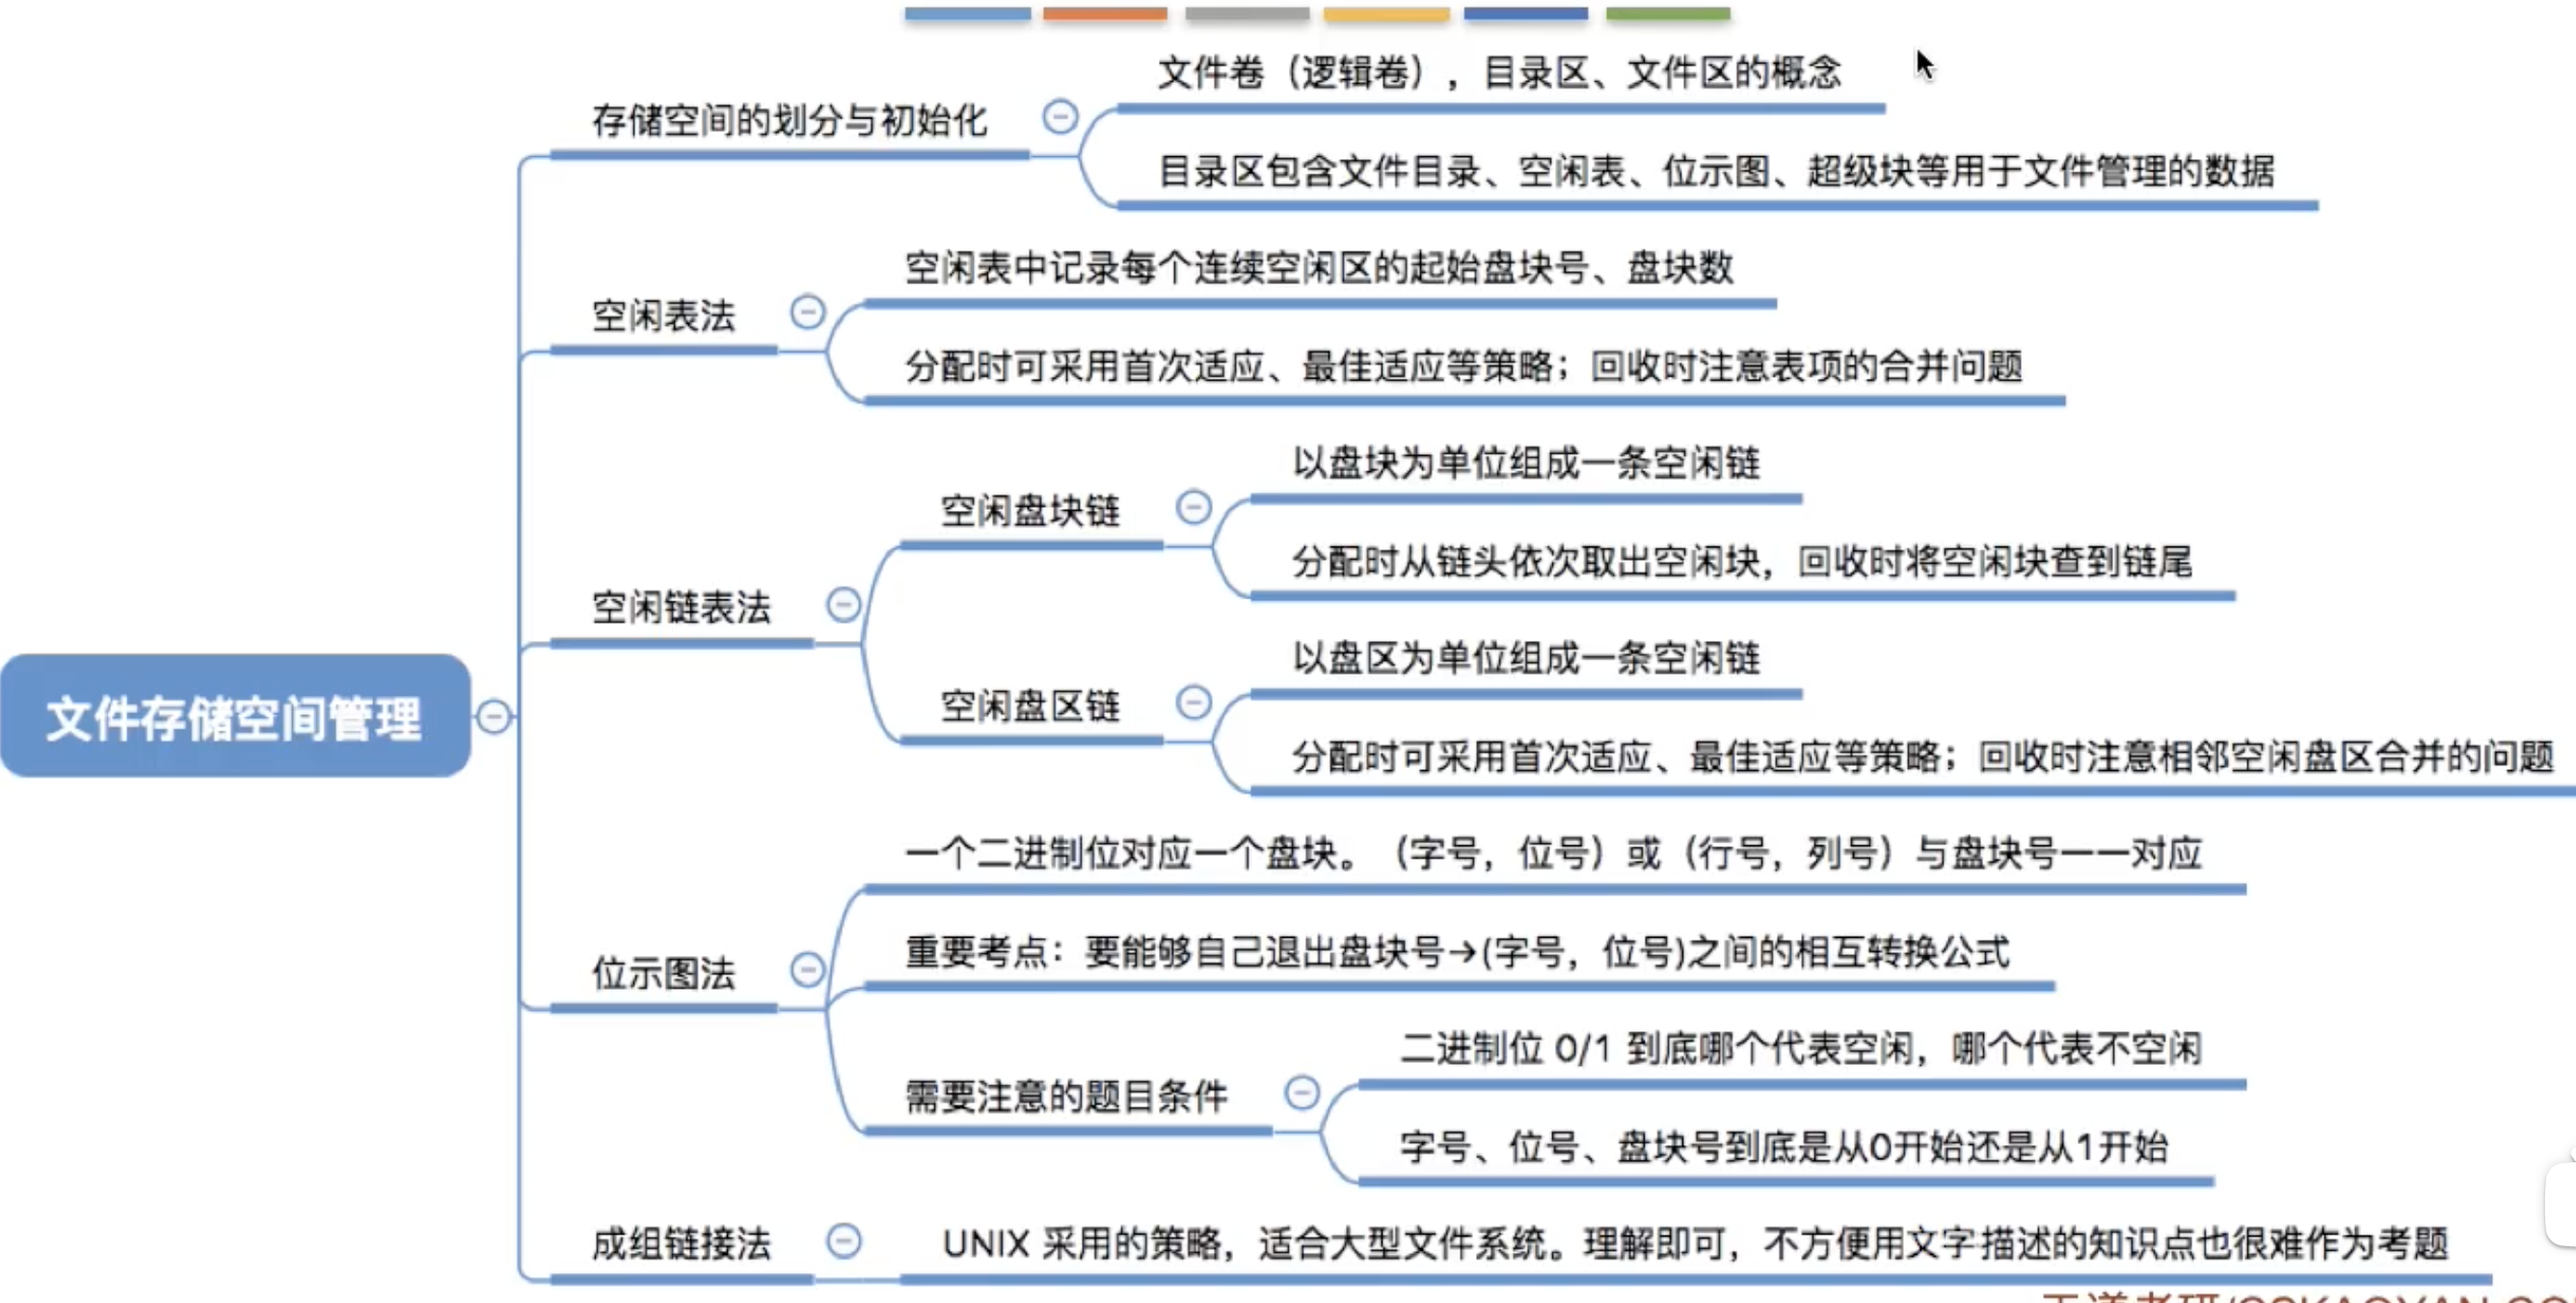 文件卷（逻辑卷），目录区、文件区的概念
存储空间的划分与初始化
目录区包含文件目录、空闲表、位示图、超级块等用于文件管理的数据
空闲表中记录每个连续空闲区的起始盘块号、盘块数
空闲表法
分配时可采用首次适应、最佳适应等策略；回收时注意表项的合并问题
以盘块为单位组成一条空闲链
空闲盘块链
分配时从链头依次取出空闲块，回收时将空闲块查到链尾
空闲链表法
以盘区为单位组成一条空闲链
空闲盘区链
文件存储空间管理
分配时可采用首次适应、最佳适应等策略；回收时注意相邻空闲盘区合并的问题
一个二进制位对应一个盘块。（字号，位号）或（行号，列号）与盘块号一一对应
重要考点：要能够自己退出盘块号→(字号，位号)之间的相互转换公式
位示图法
二进制位 0/1 到底哪个代表空闲，哪个代表不空闲
需要注意的题目条件
字号、位号、盘块号到底是从0开始还是从1开始
成组链接法
UNIX 采用的策略，适合大型文件系统。理解即可，不方便用文字描述的知识点也很难作为考题